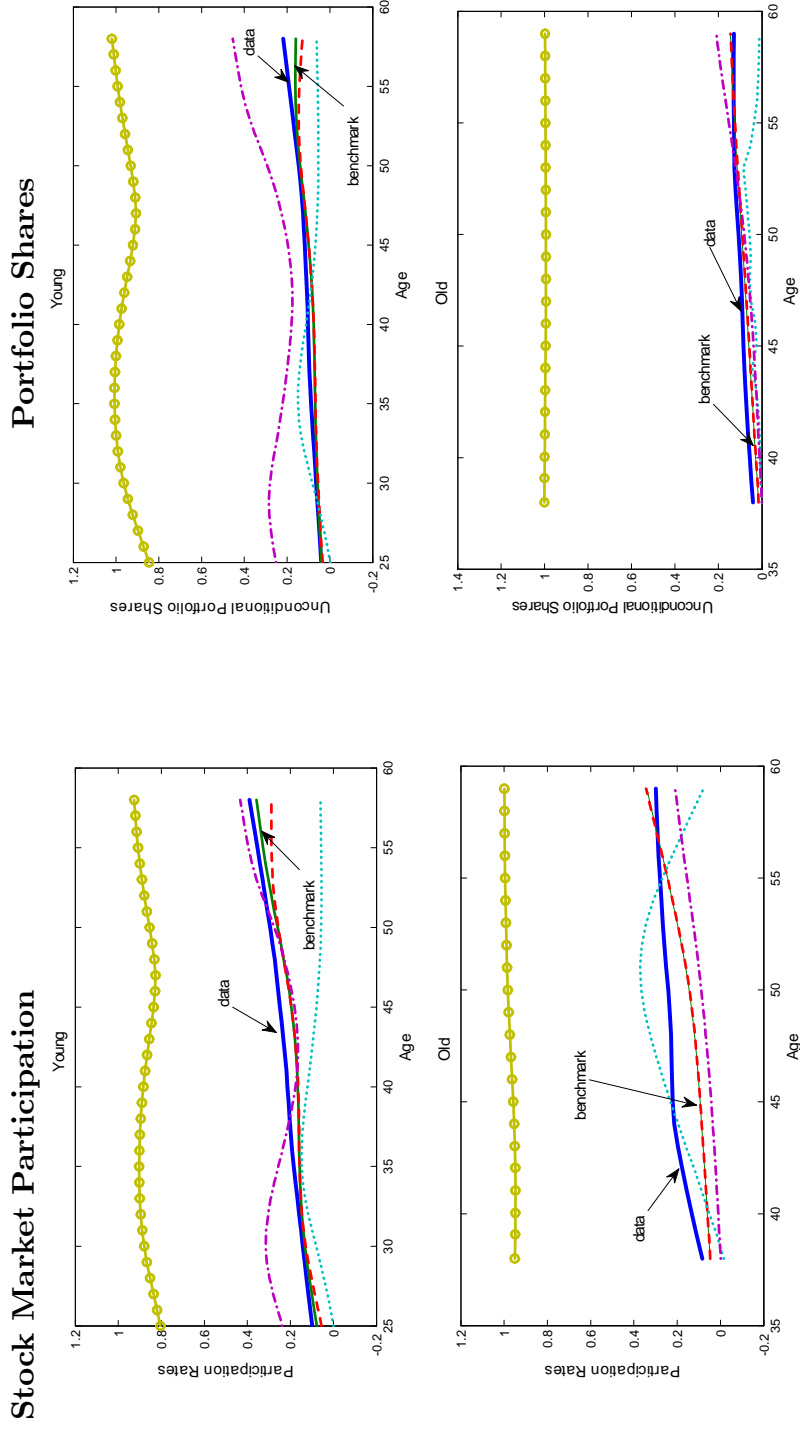 Stock Market Participation
Young
1.2
1
0.8
0.6
0.4
0.2
0
-0.2
Participation Rates
data
benchmark
25
30
35
40
45
50
55
60
Age
Old
1.2
1
0.8
0.6
0.4
0.2
0
-0.2
Participation Rates
data
benchmark
35
40
45
50
55
60
Age
Portfolio Shares
Young
1.2
1
0.8
0.6
0.4
0.2
0
-0.2
Unconditional Portfolio Shares
data
benchmark
25
30
35
40
45
50
55
60
Age
Old
1.4
1.2
1
0.8
0.6
0.4
0.2
0
Unconditional Portfolio Shares
benchmark
data
35
40
45
50
55
60
Age